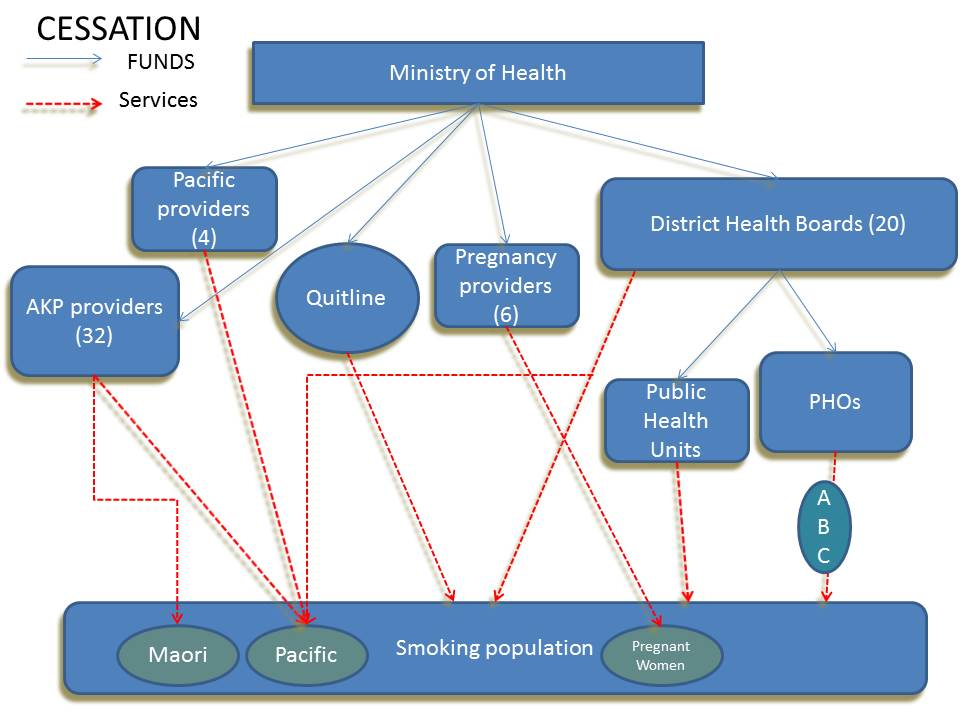 CESSATION
FUNDS
Services
Ministry of Health
Pacific
providers
(4)
District Health Boards (20)
AKP providers
(32)
Quitline
Pregnancy
providers
(6)
Public
Health
Units
PHOs
A
B
C
Smoking population
Maori
Pacific
Pregnant
Women